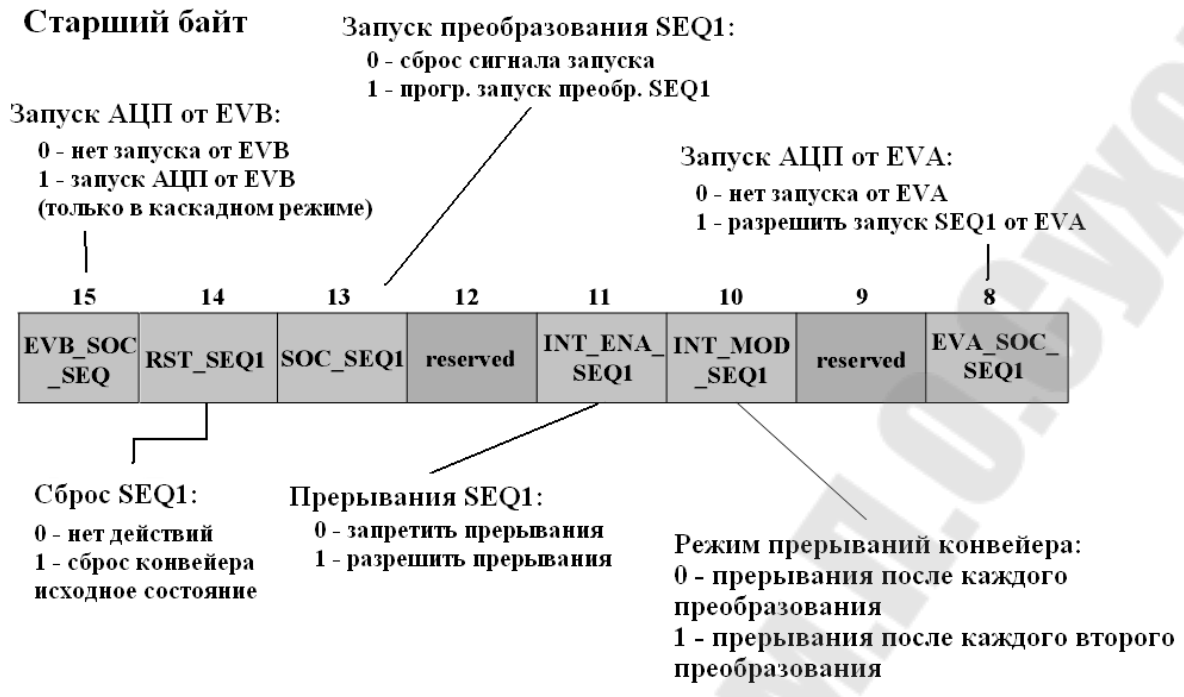 Старший байт
Запуск преобразования SEQ1:
0 - сброс сигнала запуска
1 - прогр. запуск преобр. SEQ1
Запуск АЦП от EVB:
0 - нет запуска от EVB
1 - запуск АЦП от EVB
(только в каскадном режиме)
Запуск АЦП от EVA:
0 - нет запуска от EVA
1 - разрешить запуск SEQ1 от EVA
15 14 13 12 11 10 9 8
EVB_SOC
_SEQ
RST_SEQ1
SOC_SEQ1
reserved
INT_ENA_
SEQ1
INT_MOD
_SEQ1
reserved
EVA_SOC_
SEQ1
Сброс SEQ1:
0 - нет действий
1 - сброс конвейера
исходное состояние
Прерывания SEQ1:
0 - запретить прерывания
1 - разрешить прерывания
Режим прерываний конвейера:
0 - прерывания после каждого
преобразования
1 - прерывания после каждого второго
преобразования